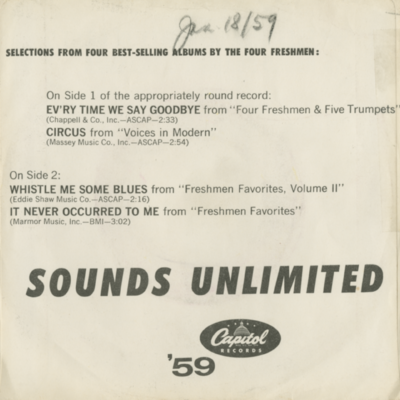 Jan 18/59
SELECTIONS FROM FOUR BEST-SELLING ALBUMS BY THE FOUR FRESHMEN:
On Side 1 of the appropriately round record:
EV'RY TIME WE SAY GOODBYE from "Four Freshmen & Five Trumpets"
(Chappell & Co., Inc.—ASCAP—2:33)
CIRCUS from "Voices in Modern"
(Massey Music Co., Inc.—ASCAP—2:54)
On Side 2:
WHISTLE ME SOME BLUES from "Freshmen Favorites, Volume II"
(Eddie Shaw Music Co.—ASCAP—2:16)
IT NEVER OCCURRED TO ME from "Freshmen Favorites"
(Marmor Music, Inc.—BMI—3:02)
SOUNDS UNLIMITED
Capitol
RECORDS
'59